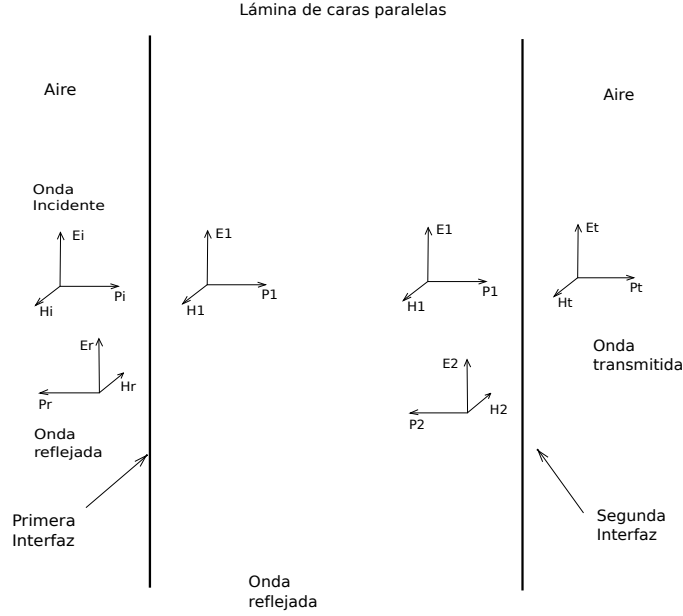 Lámina de caras paralelas
Aire
Aire
Onda
Incidente
Ei
Pi
Hi
E1
P1
H1
E1
P1
H1
Et
Pt
Ht
Er
Hr
Pr
Onda
reflejada
E2
H2
P2
Onda
transmitida
Primera
Interfaz
Segunda
Interfaz
Onda
reflejada